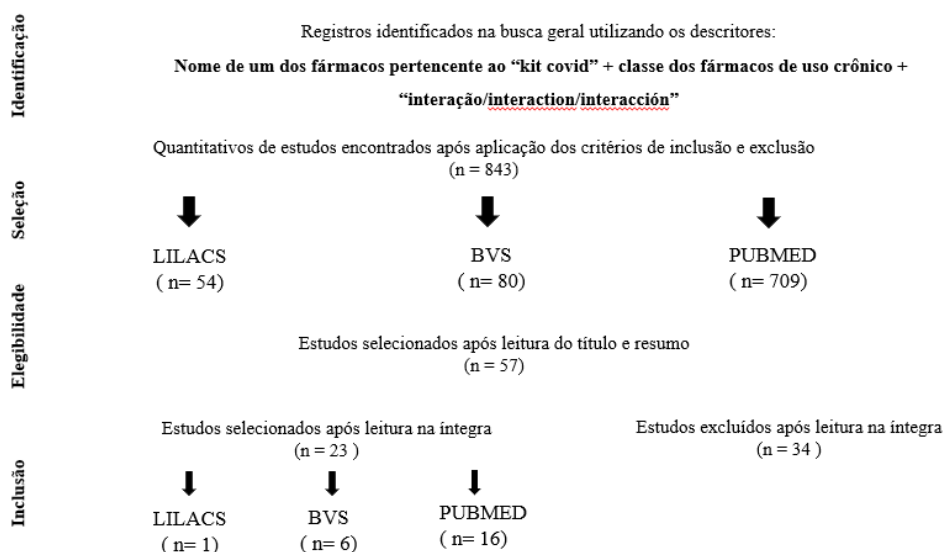 Identificação
Registros identificados na busca geral utilizando os descritores:
Nome de um dos fármacos pertencente ao “kit covid” + classe dos fármacos de uso crônico +
“interação/interaction/interacción”
Seleção
Quantitativos de estudos encontrados após aplicação dos critérios de inclusão e exclusão
(n = 843)
LILACS
( n= 54)
BVS
( n= 80)
PUBMED
( n= 709)
Elegibilidade
Estudos selecionados após leitura do título e resumo
(n = 57)
Inclusão
Estudos selecionados após leitura na íntegra
(n = 23 )
Estudos excluídos após leitura na íntegra
(n = 34 )
LILACS
( n= 1)
BVS
( n= 6)
PUBMED
( n= 16)